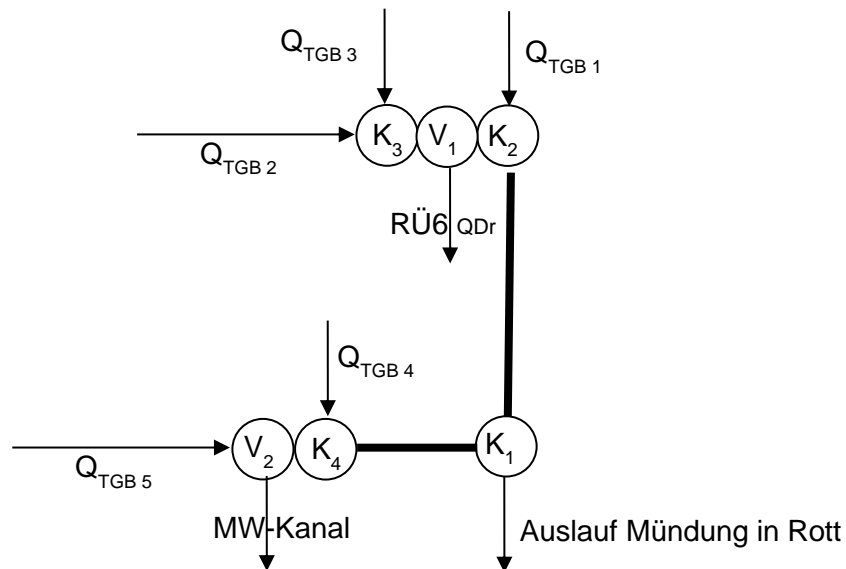 Q_TGB 3
Q_TGB 1
K_3 V_1 K_2
Q_TGB 2
RÜ6 QDr
Q_TGB 4
V_2 K_4 K_1
Q_TGB 5
MW-Kanal
Auslauf Mündung in Rott